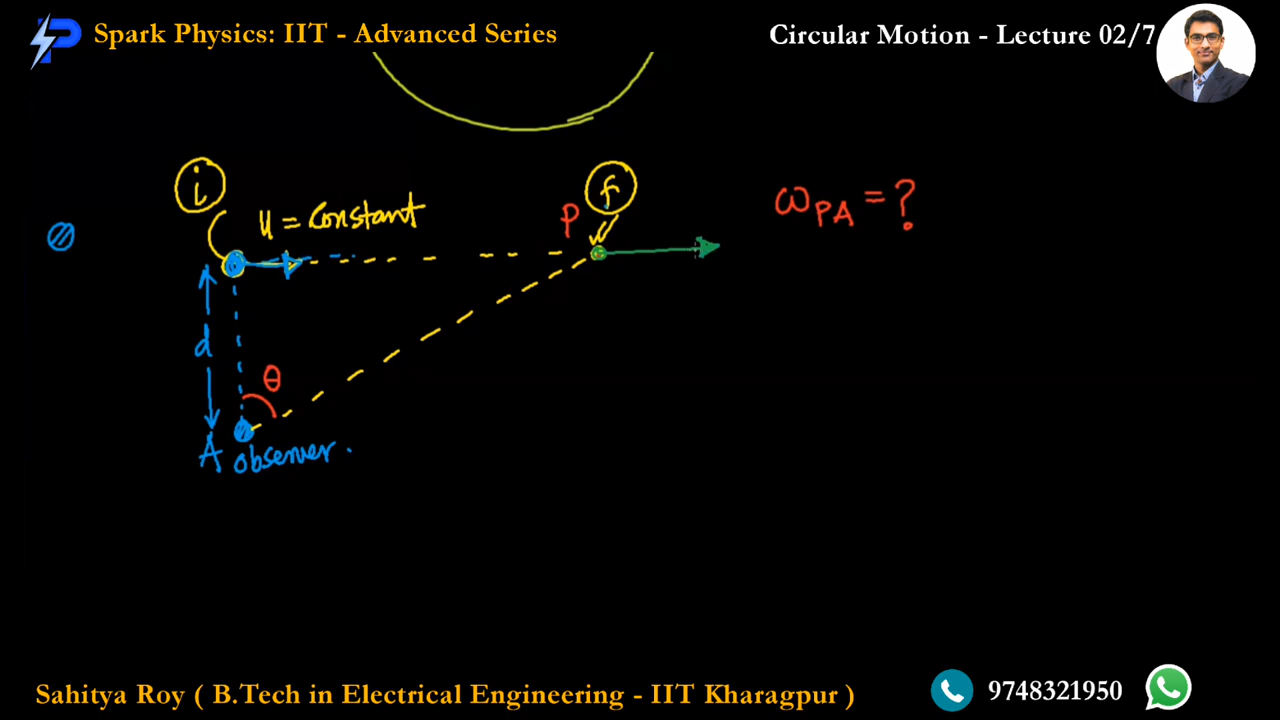 Spark Physics: IIT - Advanced Series
Circular Motion - Lecture 02/7
i
f
u = constant
P
ω_PA = ?
d
θ
A observer.
Sahitya Roy ( B.Tech in Electrical Engineering - IIT Kharagpur )
9748321950